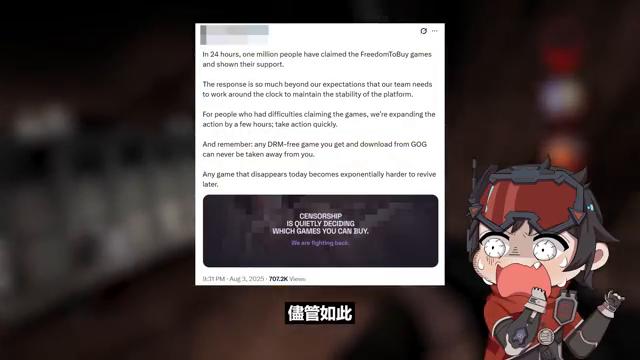 In 24 hours, one million people have claimed the FreedomToBuy games
and shown their support.
The response is so much beyond our expectations that our team needs
to work around the clock to maintain the stability of the platform.
For people who had difficulties claiming the games, we're expanding the
action by a few hours; take action quickly.
And remember: any DRM-free game you get and download from GOG
can never be taken away from you.
Any game that disappears today becomes exponentially harder to revive
later.
CENSORSHIP
IS QUIETLY DECIDING
WHICH GAMES YOU CAN BUY.
We are fighting back.
9:31 PM · Aug 3, 2025 · 707.2K Views
儘管如此